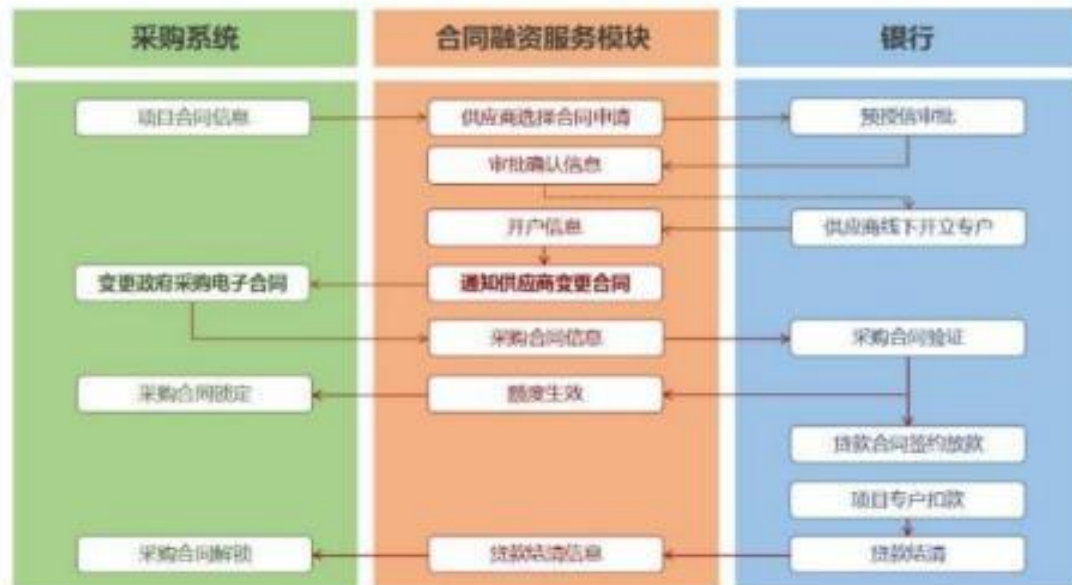 采购系统 合同融资服务模块 银行
项目合同信息 供应商选择合同申请 预授信审批
审批确认信息
开户信息 供应商线下开立专户
变更政府采购电子合同 通知供应商变更合同
采购合同信息 采购合同验证
采购合同锁定 额度生效
贷款合同签约放款
项目专户扣款
采购合同解锁 贷款结清信息 贷款结清